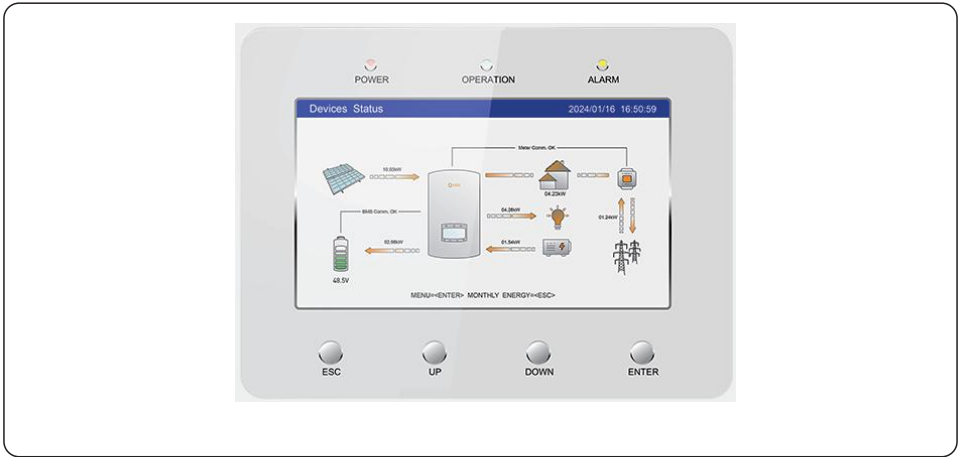 POWER OPERATION ALARM
Devices Status 2024/01/16 16:50:59
Meter Comm. OK
10.03kW
04.23kW
BMS Comm. OK
04.28kW
01.24kW
02.98kW
01.54kW
48.5V
MENU=<ENTER> MONTHLY ENERGY=<ESC>
ESC UP DOWN ENTER